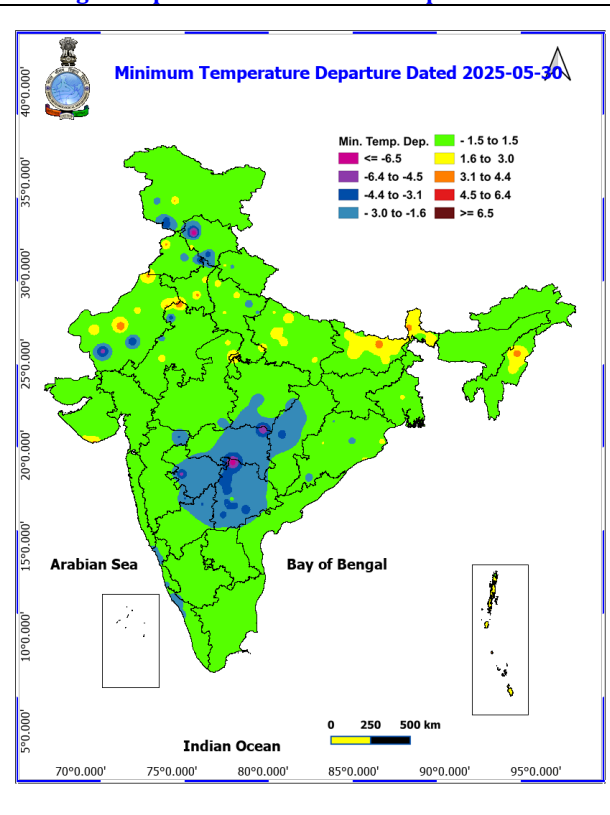 Minimum Temperature Departure Dated 2025-05-30
Min. Temp. Dep.
<= -6.5
-6.4 to -4.5
-4.4 to -3.1
- 3.0 to -1.6
- 1.5 to 1.5
1.6 to 3.0
3.1 to 4.4
4.5 to 6.4
>= 6.5
40°0.000'
35°0.000'
30°0.000'
25°0.000'
20°0.000'
15°0.000'
10°0.000'
5°0.000'
Arabian Sea
Bay of Bengal
Indian Ocean
0 250 500 km
70°0.000' 75°0.000' 80°0.000' 85°0.000' 90°0.000' 95°0.000'